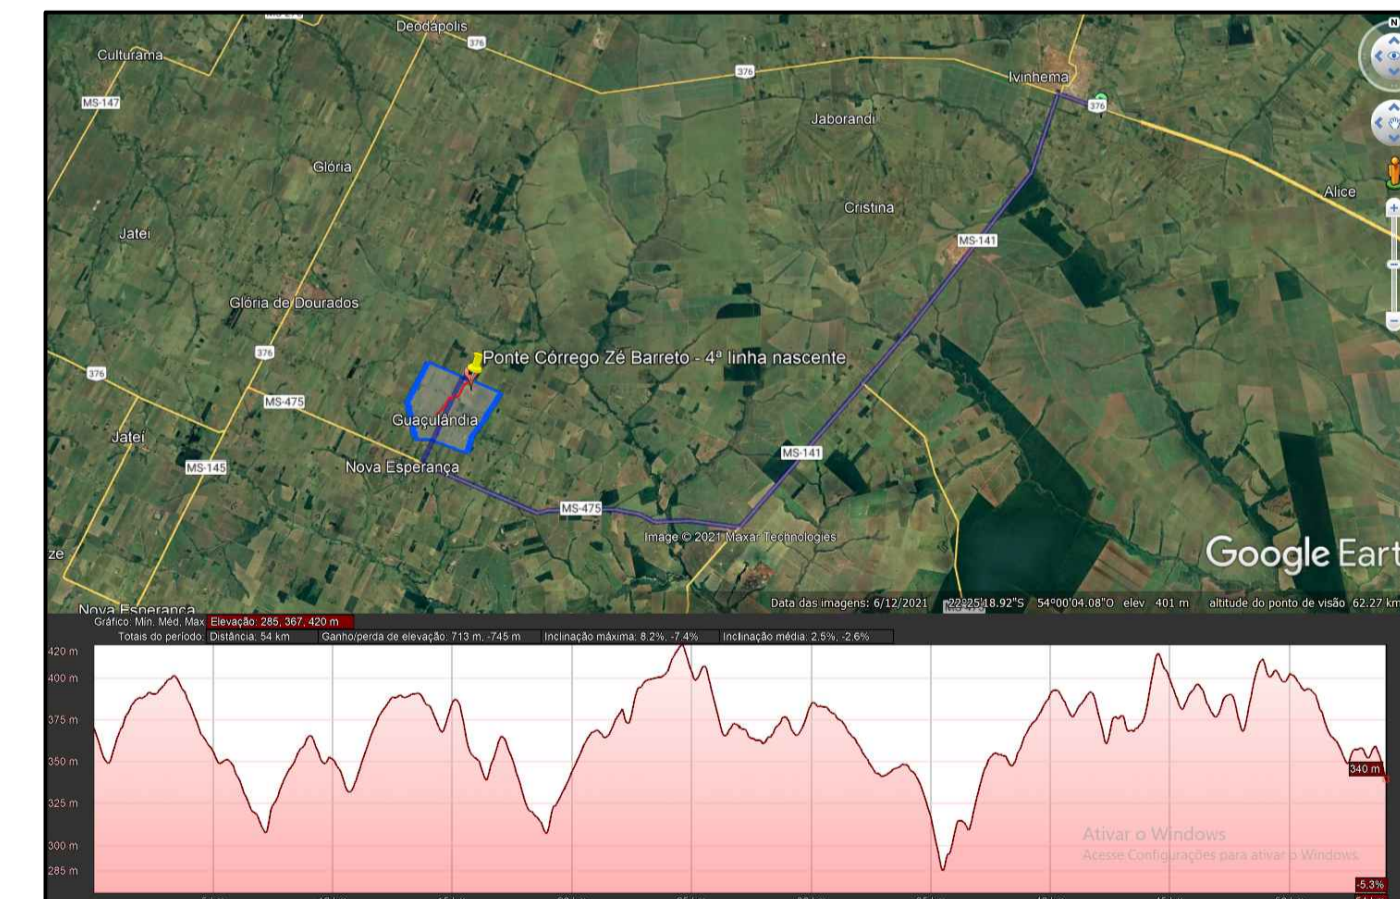 Deodápolis
Culturama
376
376
Ivinhema
N
MS-147
376
Jaborandi
Glória
Alice
Cristina
Jateí
MS-141
Glória de Dourados
376
Ponte Córrego Zé Barreto - 4ª linha nascente
376
MS-475
Guaçulândia
Jateí
MS-141
MS-145
Nova Esperança
MS-475
Image © 2021 Maxar Technologies
ze
Google Eart
Nova Esperança
Data das imagens: 6/12/2021 22°25'18.92"S 54°00'04.08"O elev 401 m altitude do ponto de visão 62.27 km
Gráfico: Mín, Méd, Máx Elevação: 285, 367, 420 m
Totais do período: Distância: 54 km Ganho/perda de elevação: 713 m, -745 m Inclinação máxima: 8.2%, -7.4% Inclinação média: 2.5%, -2.6%
420 m
400 m
375 m
350 m
340 m
325 m
Ativar o Windows
300 m
Acesse Configurações para ativar o Windows.
285 m
-5.3%